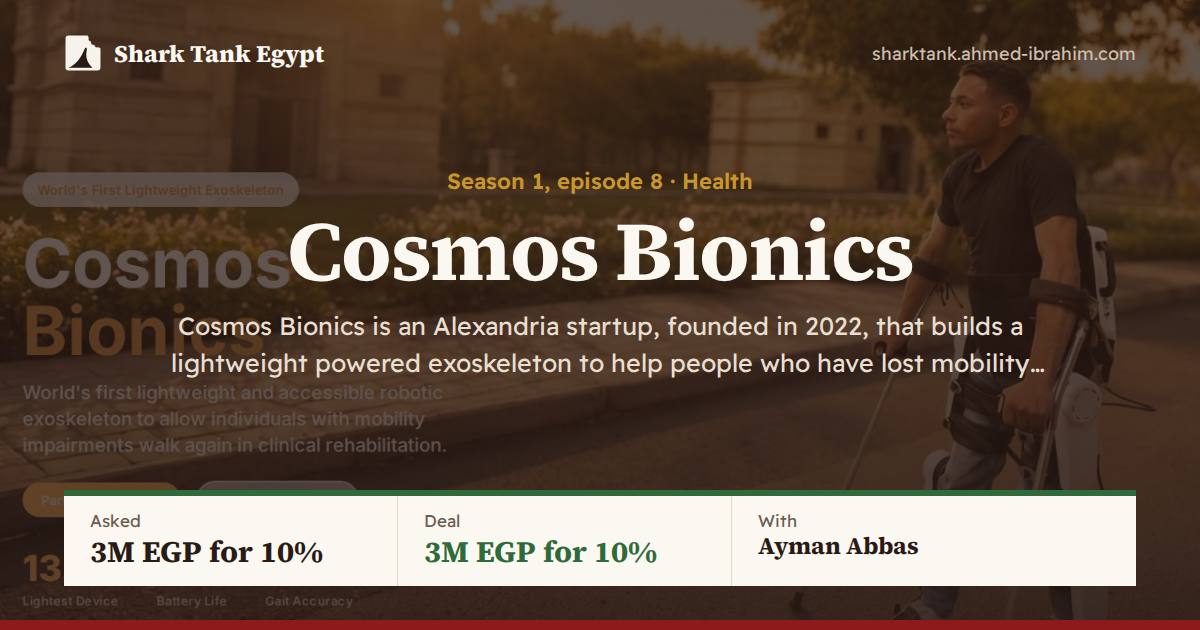 Shark Tank Egypt
sharktank.ahmed-ibrahim.com
World's First Lightweight Exoskeleton
Season 1, episode 8 · Health
Cosmos Bionics
Cosmos
Bionics
Cosmos Bionics is an Alexandria startup, founded in 2022, that builds a
lightweight powered exoskeleton to help people who have lost mobility…
World's first lightweight and accessible robotic
exoskeleton to allow individuals with mobility
impairments walk again in clinical rehabilitation.
Asked
3M EGP for 10%
Deal
3M EGP for 10%
With
Ayman Abbas
13
Lightest Device
Battery Life
Gait Accuracy